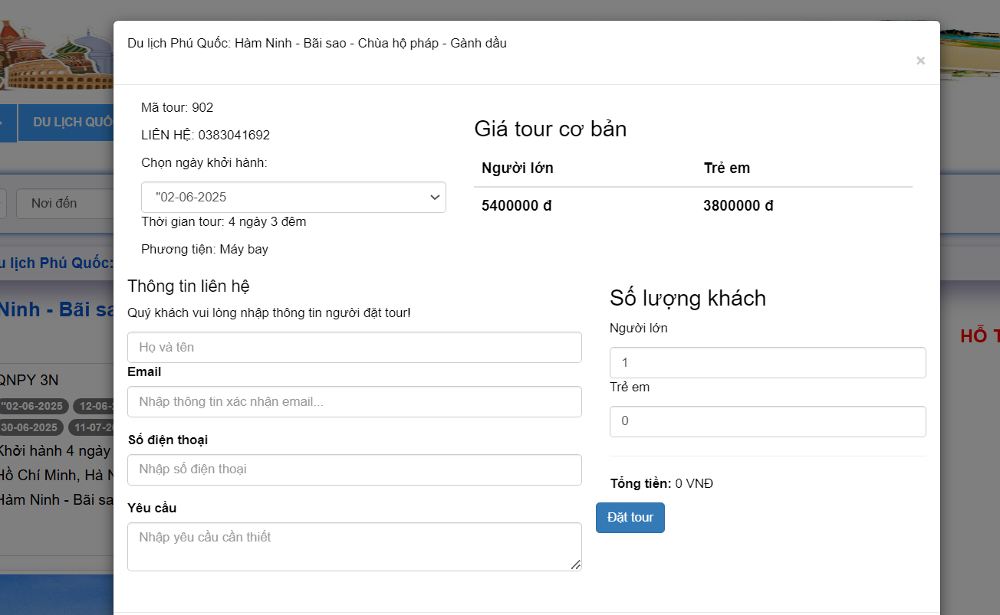 Du lịch Phú Quốc: Hàm Ninh - Bãi sao - Chùa hộ pháp - Gành dầu
×
DU LỊCH QUỐ
Nơi đến
u lịch Phú Quốc:
Ninh - Bãi sa
QNPY 3N
"02-06-2025 12-06-
30-06-2025 11-07-20
Khởi hành 4 ngày
Hồ Chí Minh, Hà N
Hàm Ninh - Bãi sa
Mã tour: 902
LIÊN HỆ: 0383041692
Chọn ngày khởi hành:
"02-06-2025
Thời gian tour: 4 ngày 3 đêm
Phương tiện: Máy bay
Giá tour cơ bản
Người lớn Trẻ em
5400000 đ 3800000 đ
Thông tin liên hệ
Quý khách vui lòng nhập thông tin người đặt tour!
Họ và tên
Email
Nhập thông tin xác nhận email...
Số điện thoại
Nhập số điện thoại
Yêu cầu
Nhập yêu cầu cần thiết
Số lượng khách
Người lớn
1
Trẻ em
0
Tổng tiền: 0 VNĐ
Đặt tour
HỖ T